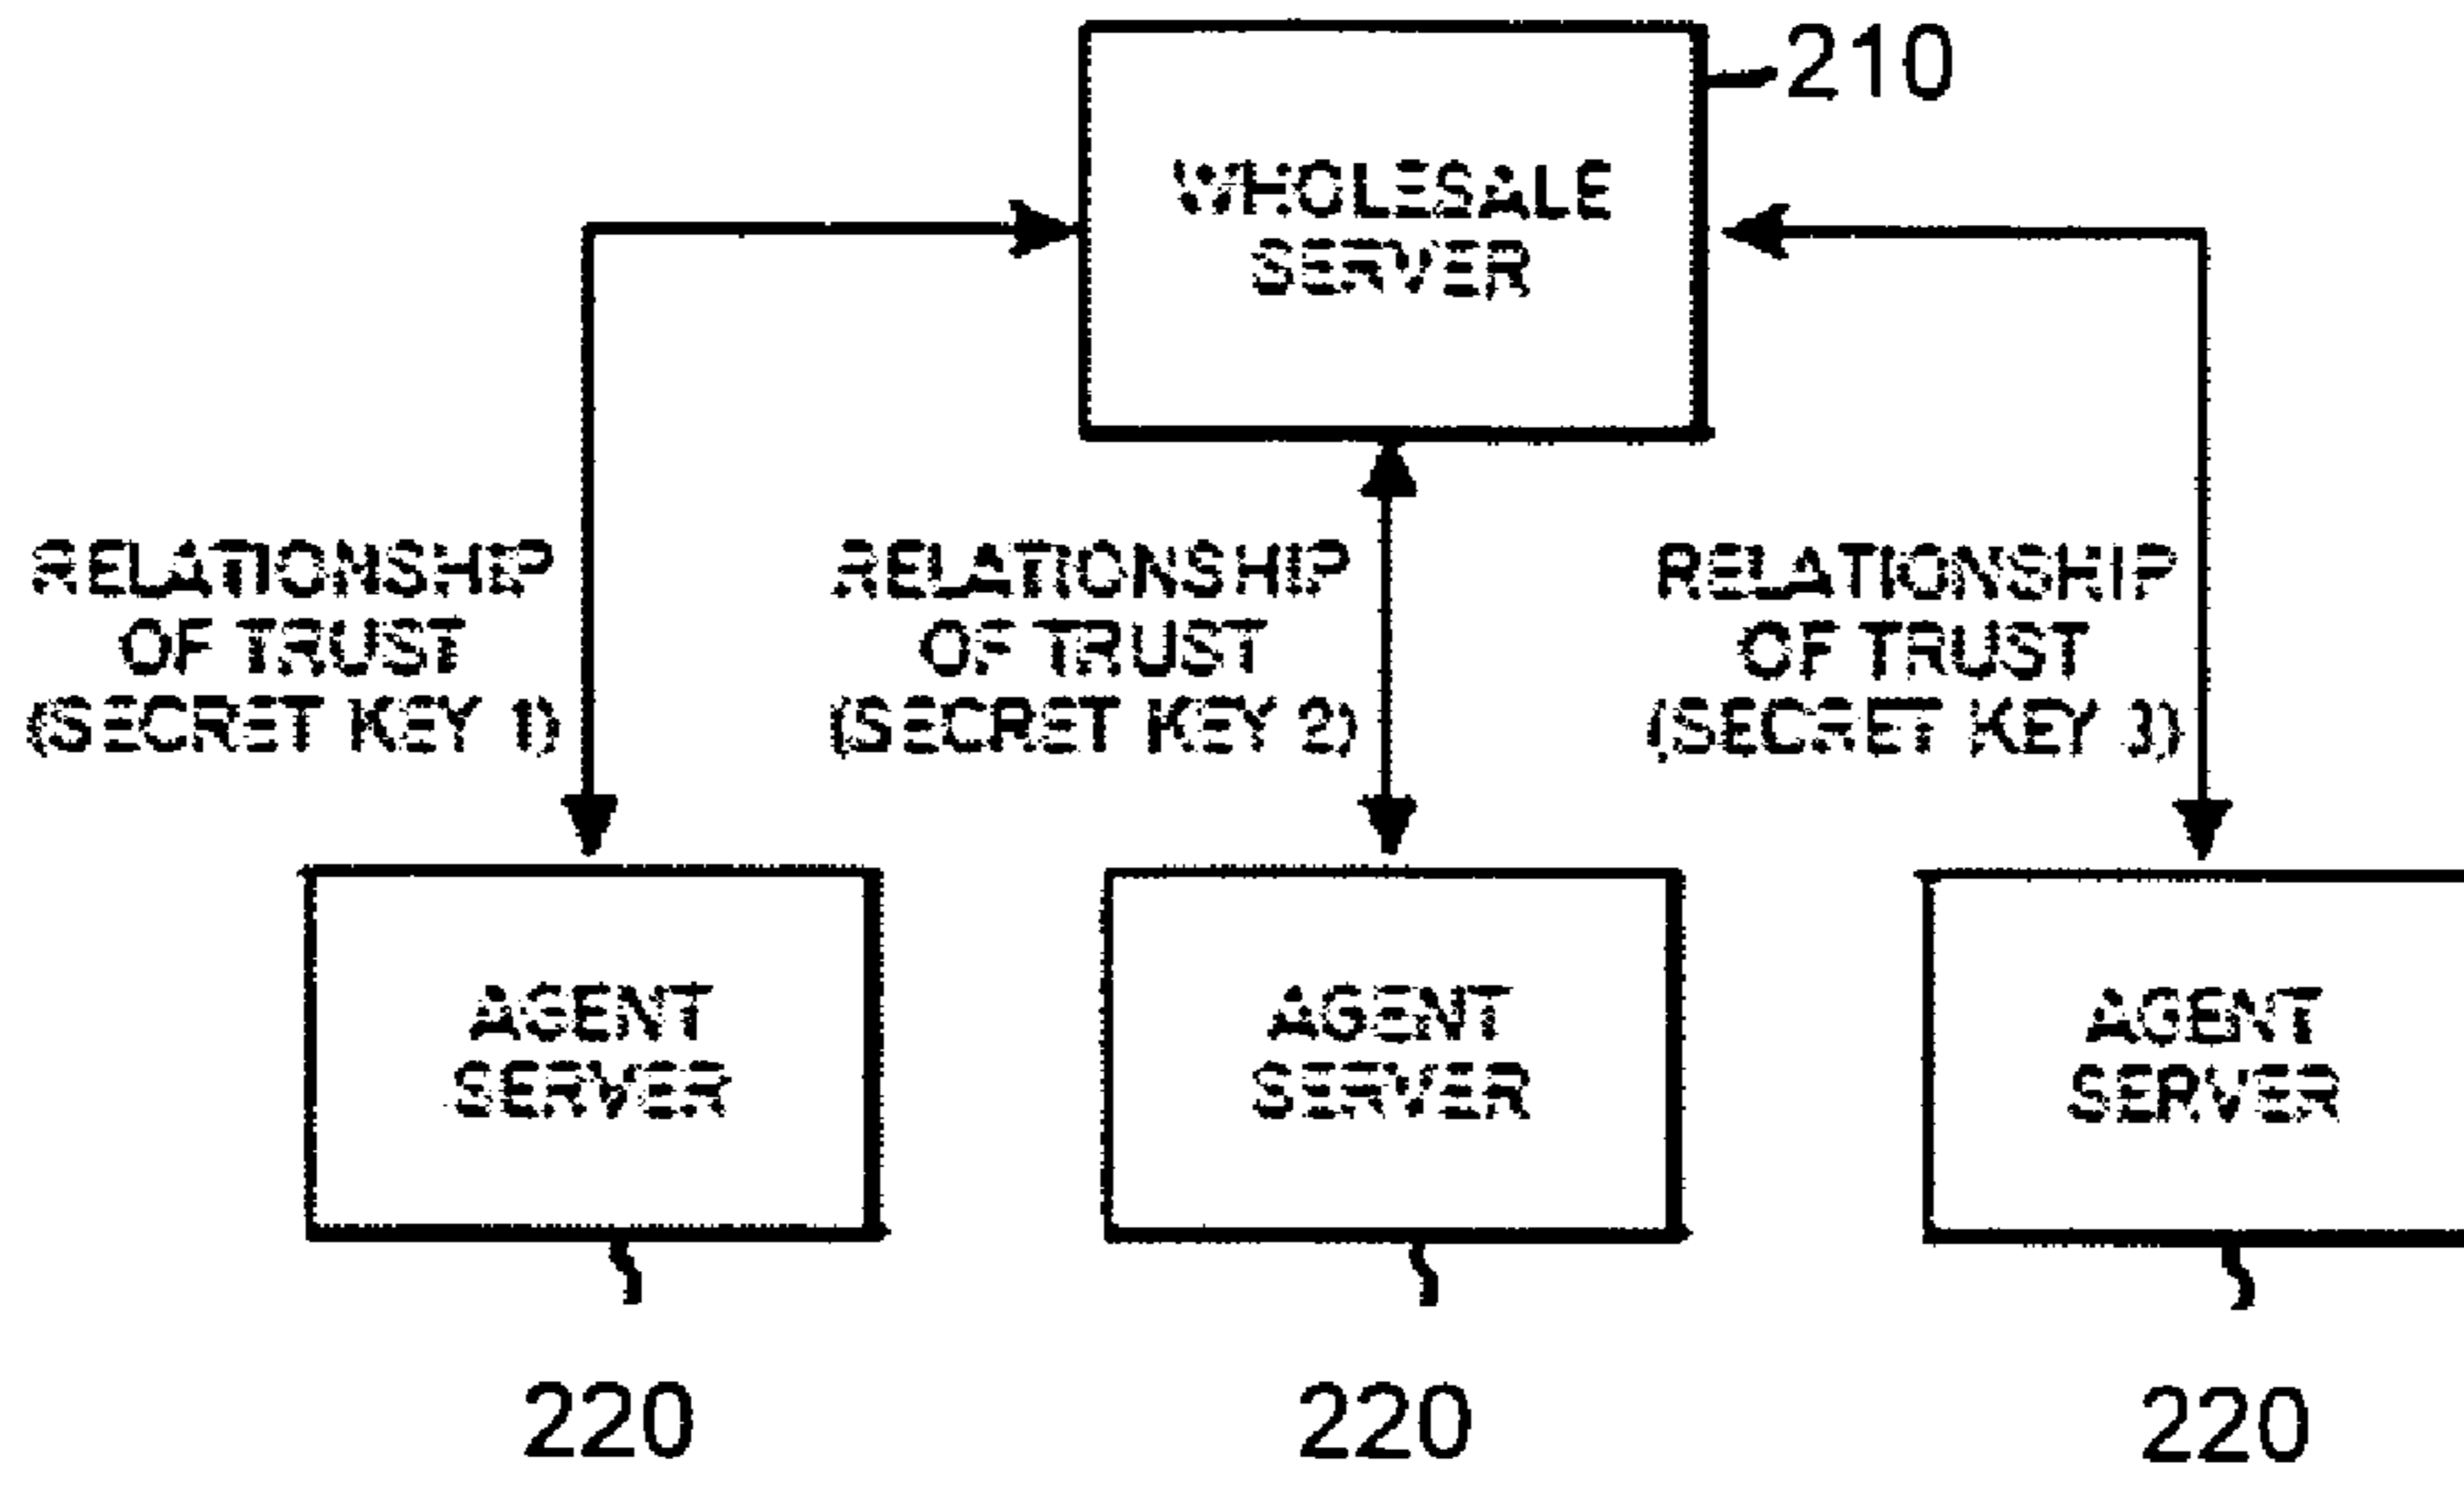 210
WHOLESALE
SERVER
RELATIONSHIP
OF TRUST
(SECRET KEY 1)
RELATIONSHIP
OF TRUST
(SECRET KEY 2)
RELATIONSHIP
OF TRUST
(SECRET KEY 3)
AGENT
SERVER
AGENT
SERVER
AGENT
SERVER
220
220
220